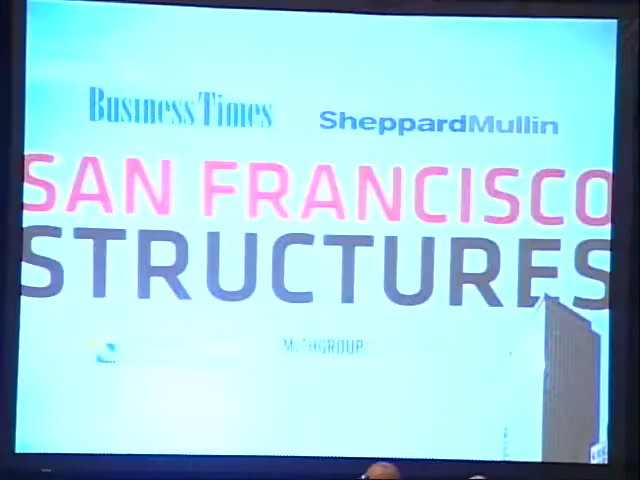 Business Times
SheppardMullin
SAN FRANCISCO
STRUCTURES